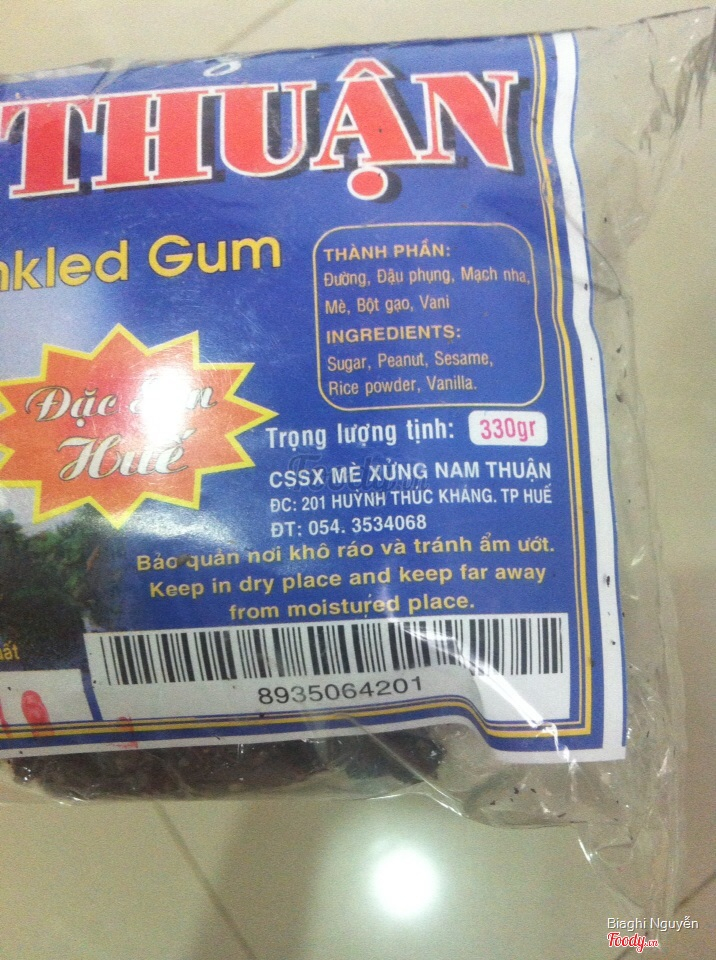 THUẬN
nkled Gum
THÀNH PHẦN:
Đường, Đậu phụng, Mạch nha,
Mè, Bột gạo, Vani
INGREDIENTS:
Sugar, Peanut, Sesame,
Rice powder, Vanilla.
Đặc
Huế
Trọng lượng tịnh: 330gr
CSSX MÈ XỬNG NAM THUẬN
ĐC: 201 HUỲNH THÚC KHÁNG. TP HUẾ
ĐT: 054. 3534068
Bảo quản nơi khô ráo và tránh ẩm ướt.
Keep in dry place and keep far away
from moistured place.
8935064201
Biaghi Nguyễn
Foody.vn